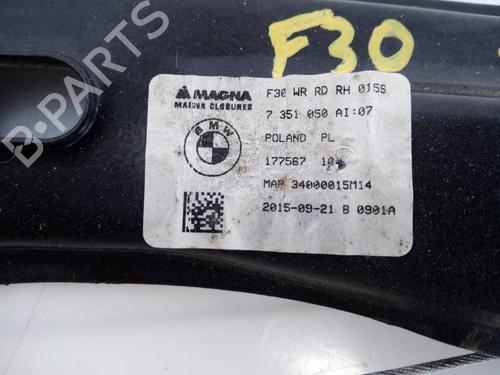 F30
MAGNA
MAGNA CLOSURES
BMW
F30 WR RD RH 015S
7 351 050 AI:07
POLAND PL
177567 10
MAP 34000015M14
2015-09-21 B 0901A
B-PARTS